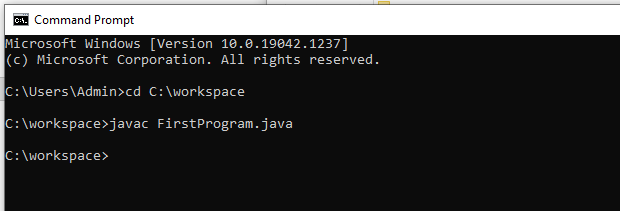 Command Prompt
Microsoft Windows [Version 10.0.19042.1237]
(c) Microsoft Corporation. All rights reserved.
C:\Users\Admin>cd C:\workspace
C:\workspace>javac FirstProgram.java
C:\workspace>